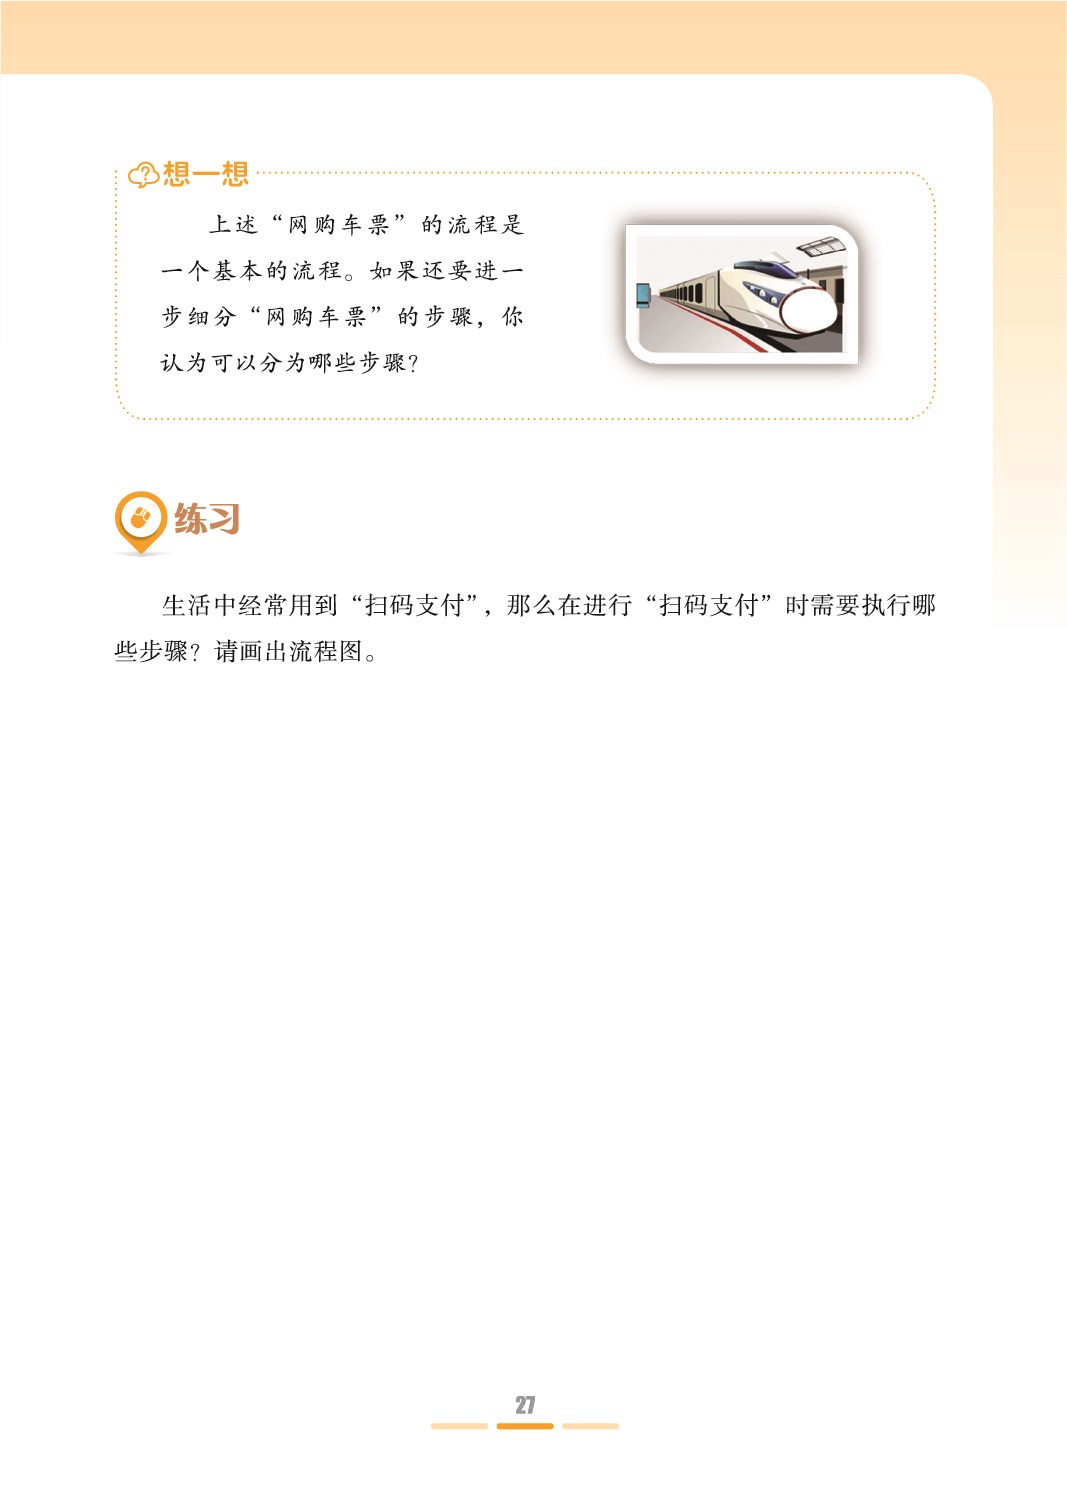 想一想
上述“网购车票”的流程是
一个基本的流程。如果还要进一
步细分“网购车票”的步骤，你
认为可以分为哪些步骤？
练习
生活中经常用到“扫码支付”，那么在进行“扫码支付”时需要执行哪
些步骤？请画出流程图。
27